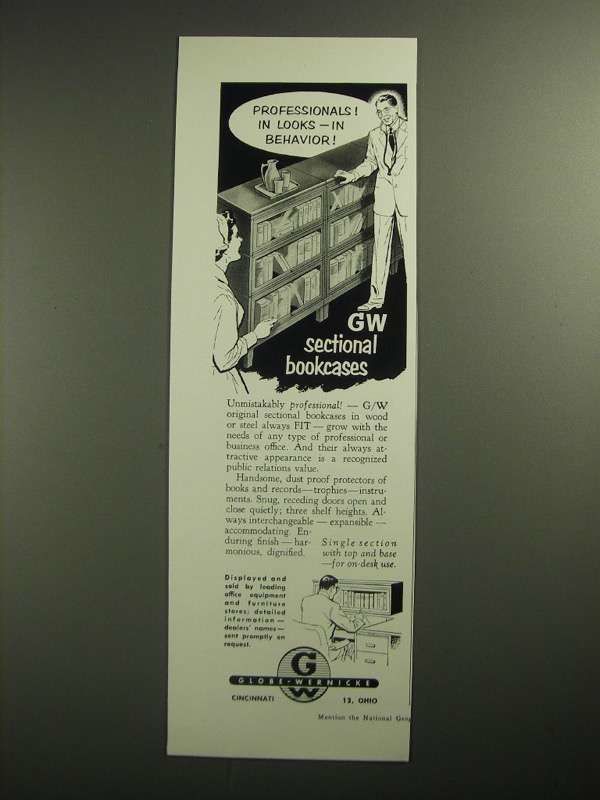 PROFESSIONALS!
IN LOOKS — IN
BEHAVIOR!
GW
sectional
bookcases
Unmistakably professional! — G/W
original sectional bookcases in wood
or steel always FIT — grow with the
needs of any type of professional or
business office. And their always at-
tractive appearance is a recognized
public relations value.
Handsome, dust proof protectors of
books and records—trophies—instru-
ments. Snug, receding doors open and
close quietly; three shelf heights. Al-
ways interchangeable — expansible —
accommodating. En-
during finish — har-
monious, dignified.
Single section
with top and base
—for on-desk use.
Displayed and
sold by leading
office equipment
and furniture
stores; detailed
information—
dealers' names—
sent promptly on
request.
G
GLOBE-WERNICKE
W
CINCINNATI 12, OHIO
Mention the National Geog